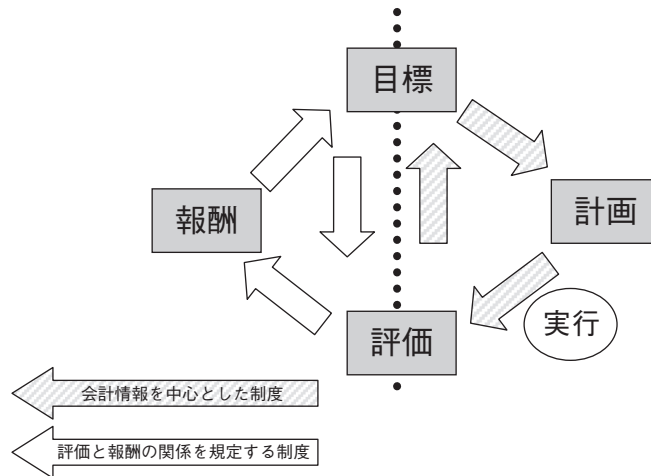 目標
報酬
計画
評価
実行
会計情報を中心とした制度
評価と報酬の関係を規定する制度